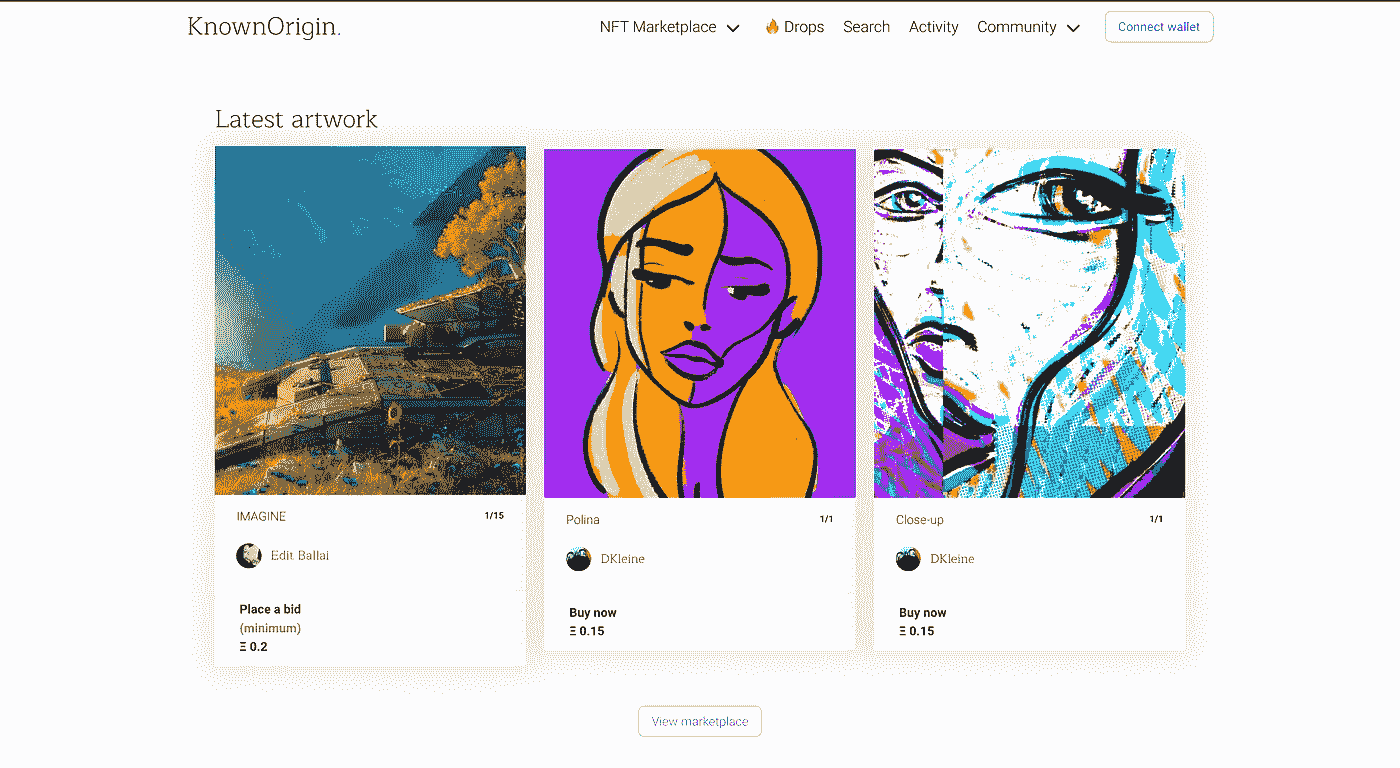 KnownOrigin.
NFT Marketplace
🔥 Drops
Search
Activity
Community
Connect wallet
Latest artwork
IMAGINE
1/15
Edit Ballai
Place a bid
(minimum)
Ξ 0.2
Polina
1/1
DKleine
Buy now
Ξ 0.15
Close-up
1/1
DKleine
Buy now
Ξ 0.15
View marketplace